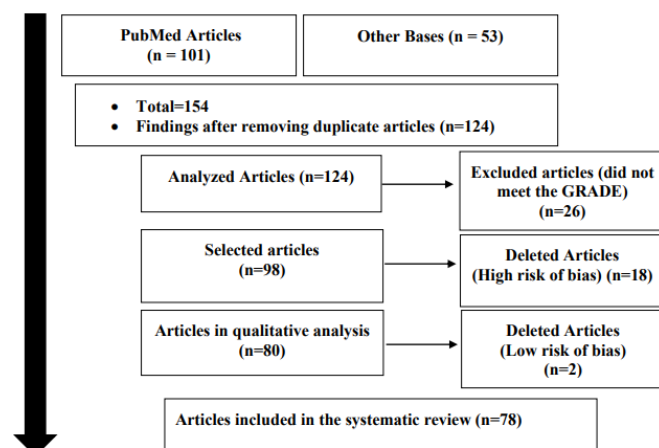 PubMed Articles
(n = 101)
Other Bases (n = 53)
• Total=154
• Findings after removing duplicate articles (n=124)
Analyzed Articles (n=124)
Excluded articles (did not
meet the GRADE)
(n=26)
Selected articles
(n=98)
Deleted Articles
(High risk of bias) (n=18)
Articles in qualitative analysis
(n=80)
Deleted Articles
(Low risk of bias)
(n=2)
Articles included in the systematic review (n=78)